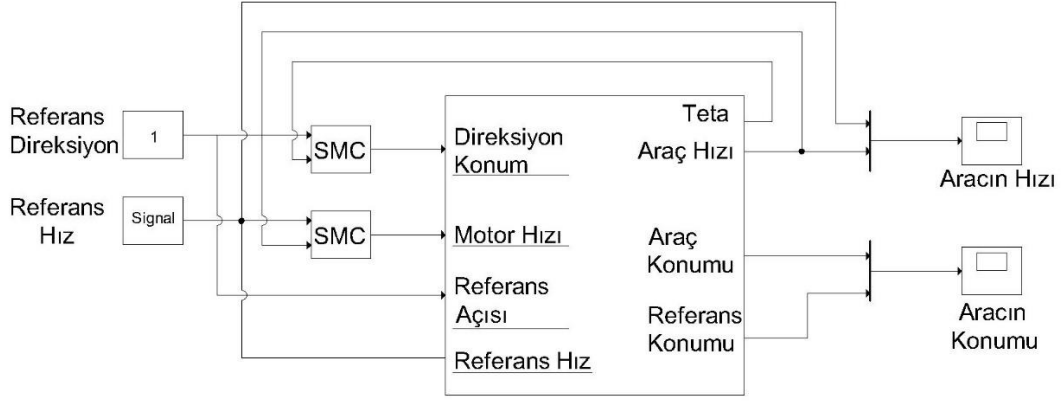 Referans
Direksiyon
1
Referans
Hız
Signal
SMC
SMC
Direksiyon
Konum
Motor Hızı
Referans
Açısı
Referans Hız
Teta
Araç Hızı
Araç
Konumu
Referans
Konumu
Aracın Hızı
Aracın
Konumu